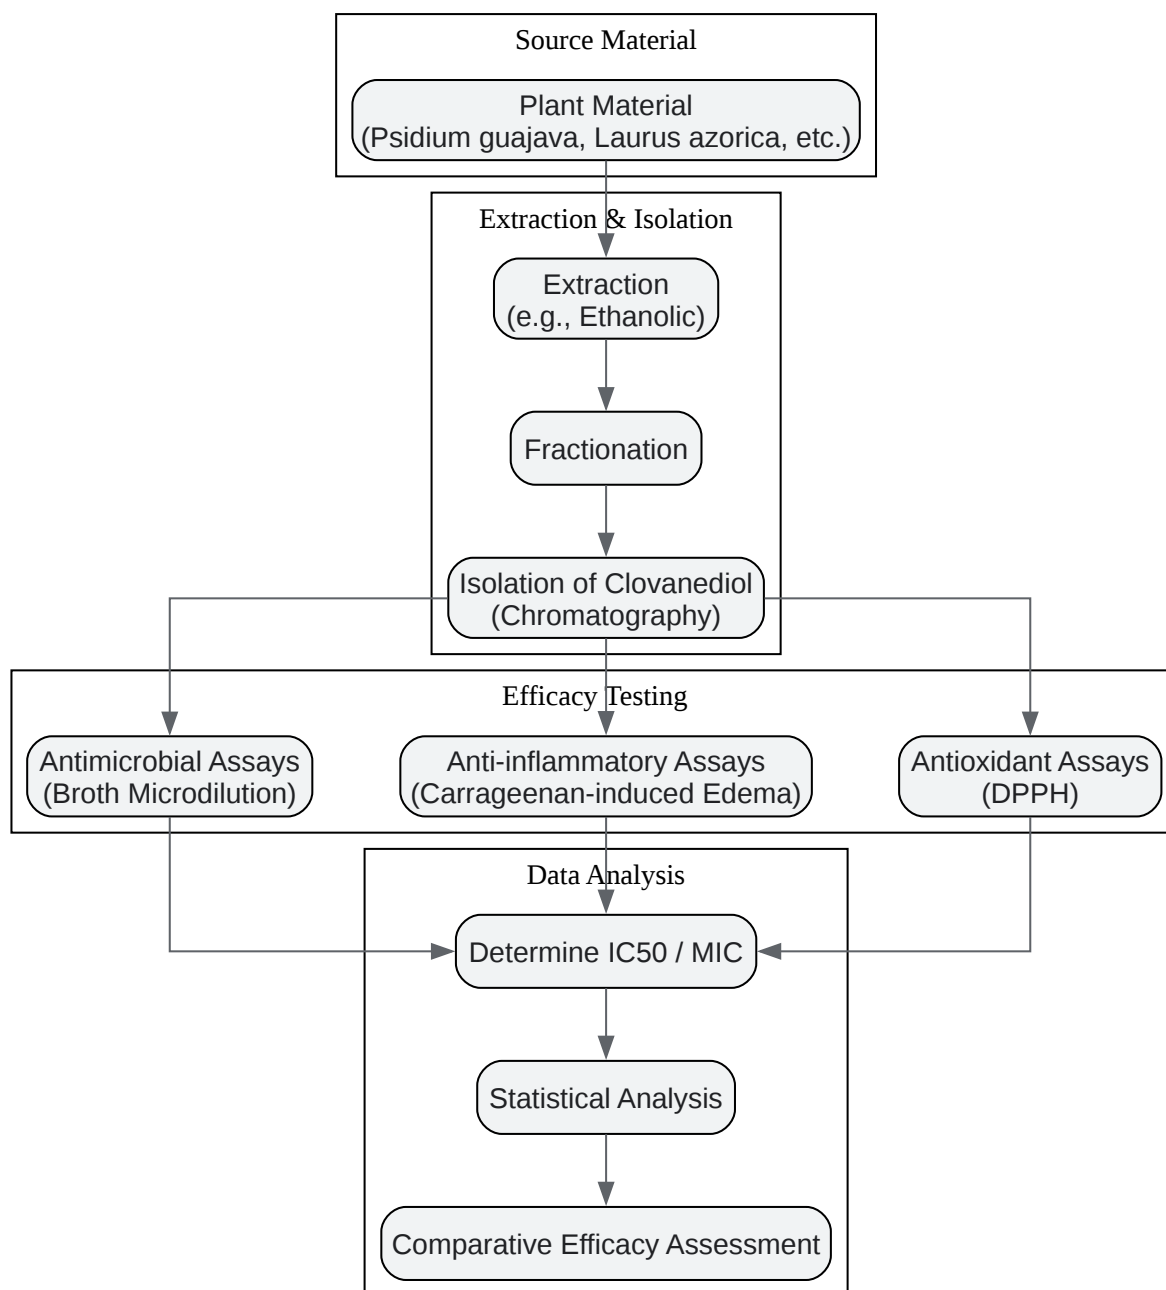 Source Material
Plant Material
(Psidium guajava, Laurus azorica, etc.)
Extraction & Isolation
Extraction
(e.g., Ethanolic)
Fractionation
Isolation of Clovanediol
(Chromatography)
Efficacy Testing
Antimicrobial Assays
(Broth Microdilution)
Anti-inflammatory Assays
(Carrageenan-induced Edema)
Antioxidant Assays
(DPPH)
Data Analysis
Determine IC50 / MIC
Statistical Analysis
Comparative Efficacy Assessment